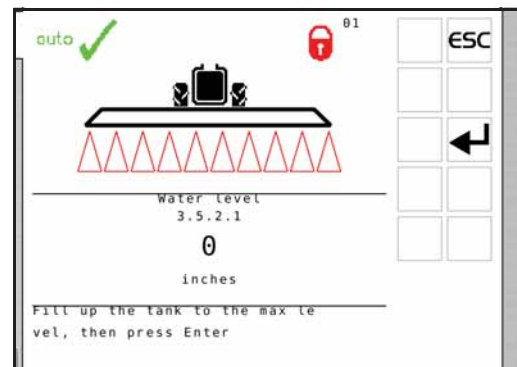 auto
01
ESC
Water level
3.5.2.1
0
inches
Fill up the tank to the max le
vel, then press Enter